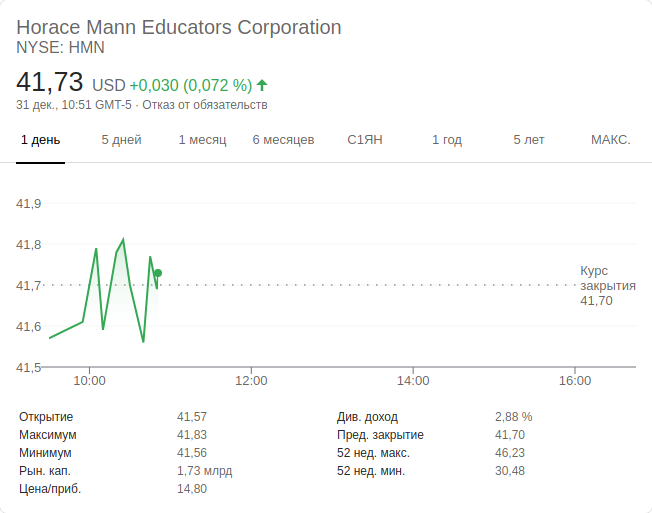 Horace Mann Educators Corporation
NYSE: HMN
41,73 USD +0,030 (0,072 %)
31 дек., 10:51 GMT-5 · Отказ от обязательств
1 день 5 дней 1 месяц 6 месяцев С1ЯН 1 год 5 лет МАКС.
41,9
41,8
41,7
41,6
41,5
Курс
закрытия
41,70
10:00 12:00 14:00 16:00
Открытие 41,57 Див. доход 2,88 %
Максимум 41,83 Пред. закрытие 41,70
Минимум 41,56 52 нед. макс. 46,23
Рын. кап. 1,73 млрд 52 нед. мин. 30,48
Цена/приб. 14,80